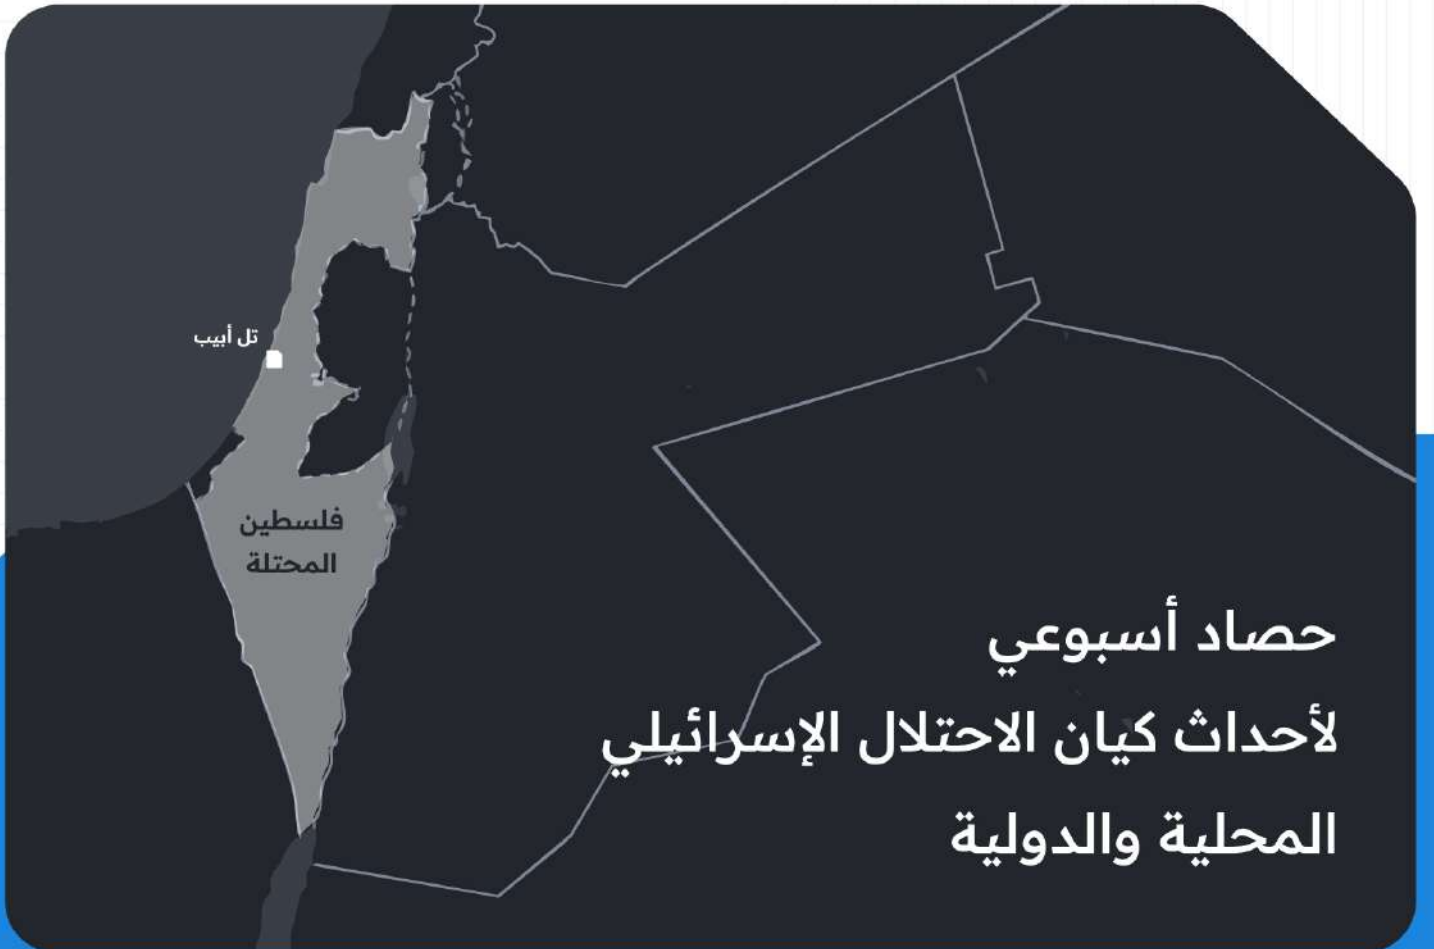 تل أبيب
فلسطين
المحتلة
حصاد أسبوعي
لأحداث كيان الاحتلال الإسرائيلي
المحلية والدولية